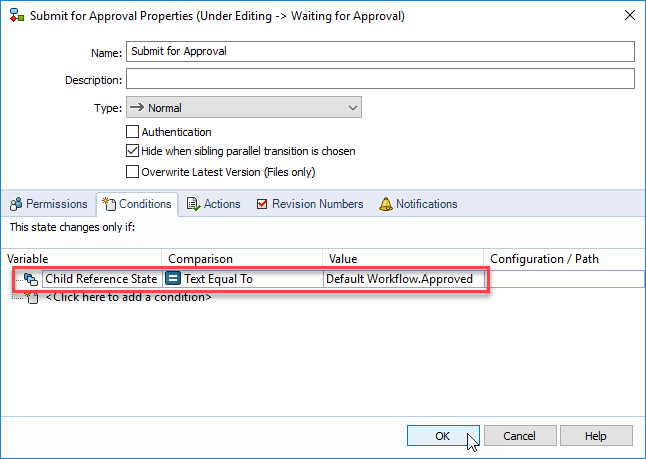 Submit for Approval Properties (Under Editing -> Waiting for Approval)
Name: Submit for Approval
Description:
Type: Normal
Authentication
Hide when sibling parallel transition is chosen
Overwrite Latest Version (Files only)
Permissions Conditions Actions Revision Numbers Notifications
This state changes only if:
Variable Comparison Value Configuration / Path
Child Reference State Text Equal To Default Workflow.Approved
<Click here to add a condition>
OK Cancel Help